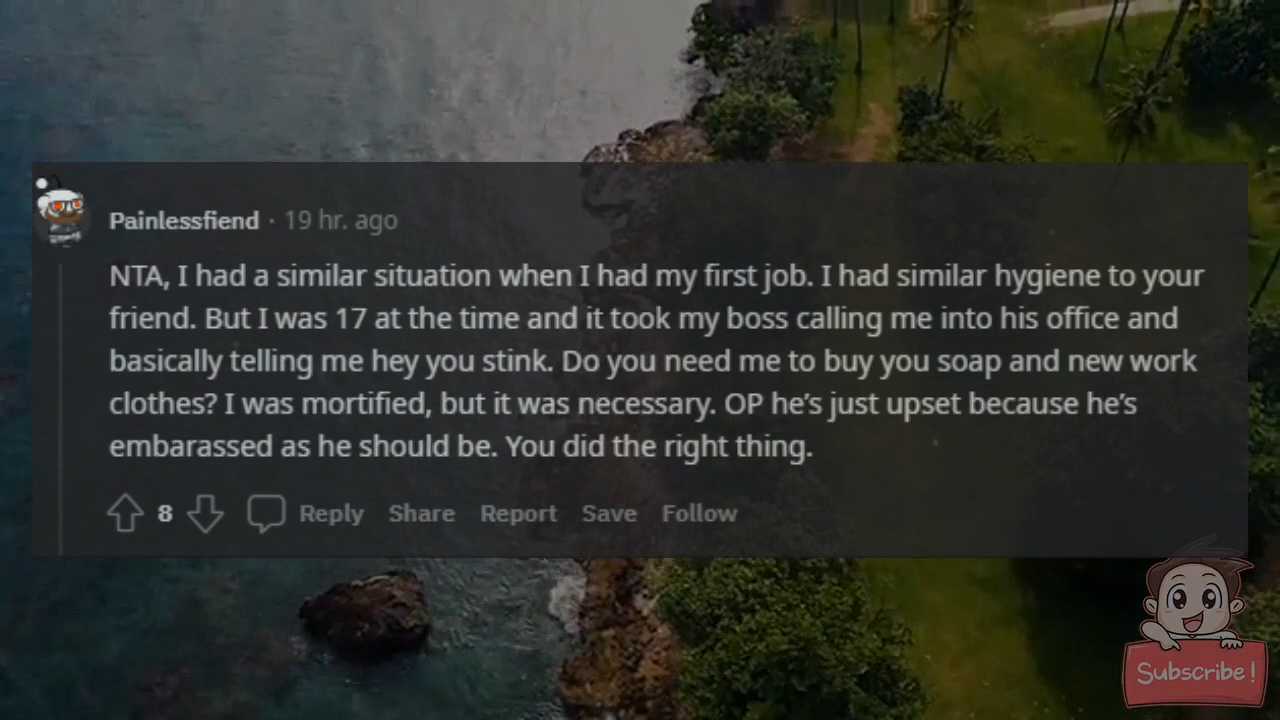 Painlessfiend · 19 hr. ago
NTA, I had a similar situation when I had my first job. I had similar hygiene to your
friend. But I was 17 at the time and it took my boss calling me into his office and
basically telling me hey you stink. Do you need me to buy you soap and new work
clothes? I was mortified, but it was necessary. OP he’s just upset because he’s
embarassed as he should be. You did the right thing.
8 Reply Share Report Save Follow
Subscribe!